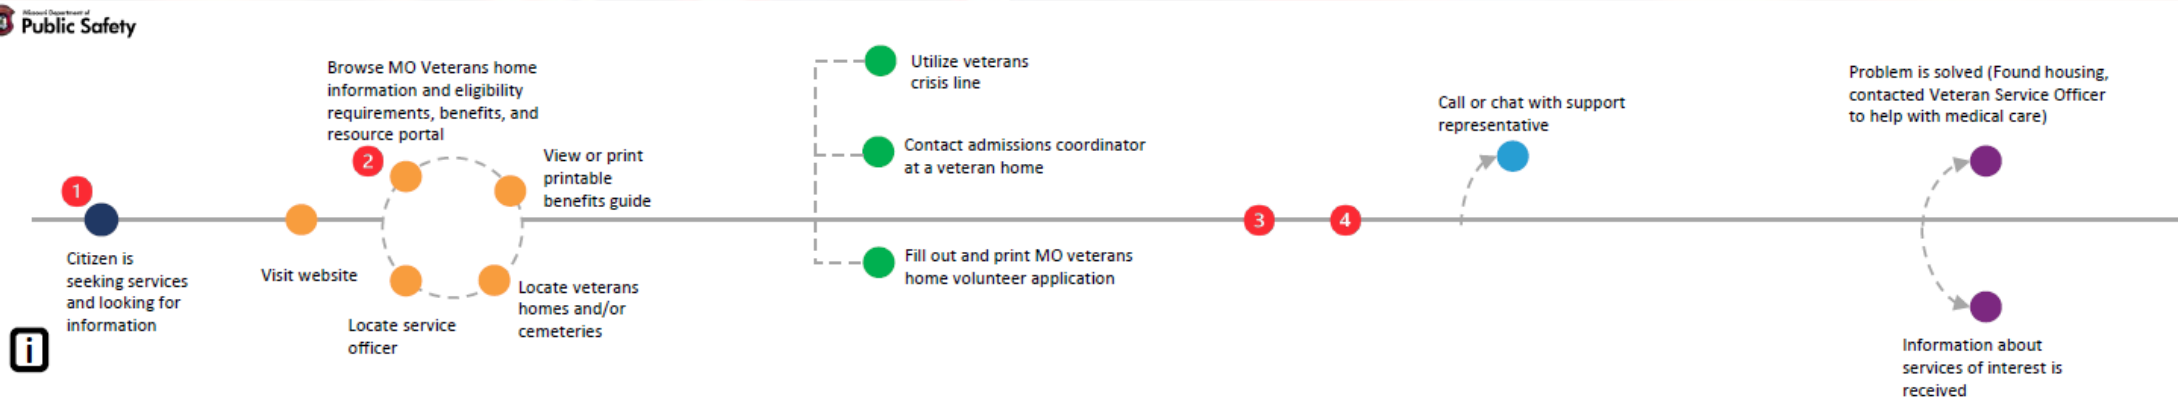 Missouri Department of
Public Safety
Browse MO Veterans home
information and eligibility
requirements, benefits, and
resource portal
2
View or print
printable
benefits guide
1
Citizen is
seeking services
and looking for
information
Visit website
Locate service
officer
Locate veterans
homes and/or
cemeteries
Utilize veterans
crisis line
Contact admissions coordinator
at a veteran home
Fill out and print MO veterans
home volunteer application
3
4
Call or chat with support
representative
Problem is solved (Found housing,
contacted Veteran Service Officer
to help with medical care)
Information about
services of interest is
received
i